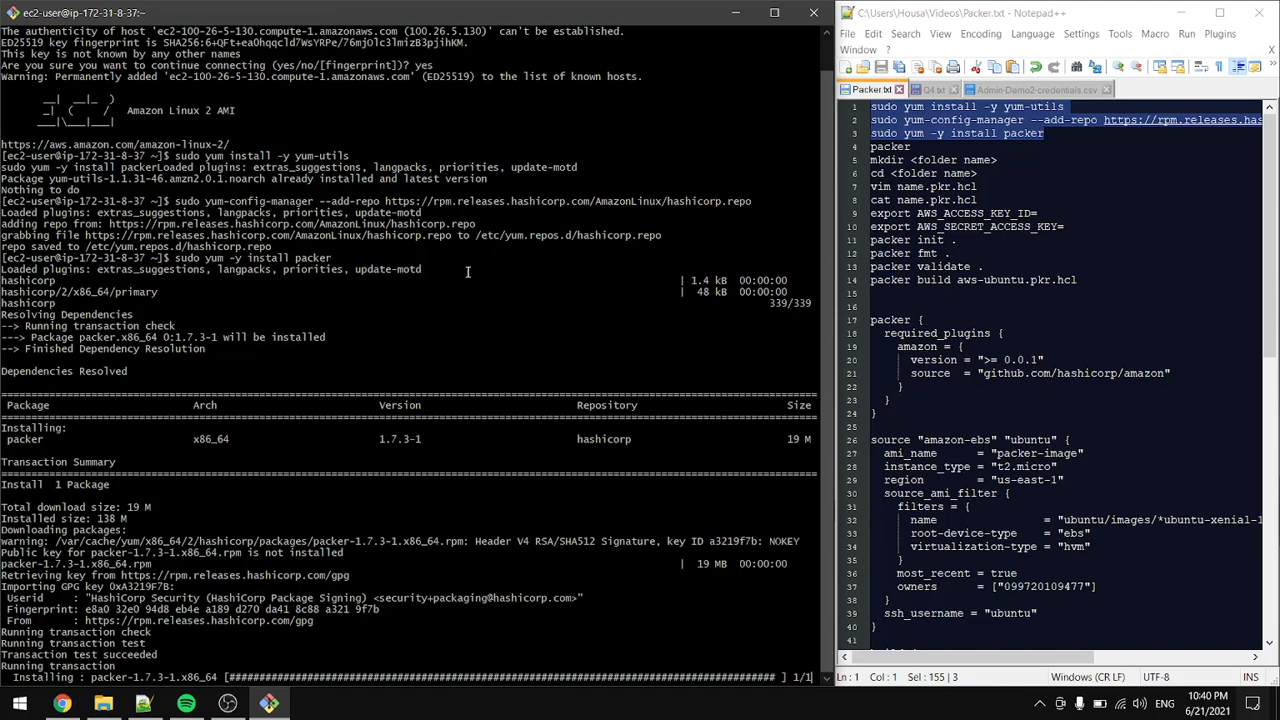 ec2-user@ip-172-31-8-37:~
The authenticity of host 'ec2-100-26-5-130.compute-1.amazonaws.com (100.26.5.130)' can't be established.
ED25519 key fingerprint is
This key is not known by any other names
Are you sure you want to continue connecting (yes/no/[fingerprint])? yes
Warning: Permanently added 'ec2-100-26-5-130.compute-1.amazonaws.com' (ED25519) to the list of known hosts.
__| __|_ )
_| ( / Amazon Linux 2 AMI
___|\___|___|
https://aws.amazon.com/amazon-linux-2/
[ec2-user@ip-172-31-8-37 ~]$ sudo yum install -y yum-utils
sudo yum -y install packerLoaded plugins: extras_suggestions, langpacks, priorities, update-motd
Package yum-utils-1.1.31-46.amzn2.0.1.noarch already installed and latest version
Nothing to do
[ec2-user@ip-172-31-8-37 ~]$ sudo yum-config-manager --add-repo https://rpm.releases.hashicorp.com/AmazonLinux/hashicorp.repo
Loaded plugins: extras_suggestions, langpacks, priorities, update-motd
adding repo from: https://rpm.releases.hashicorp.com/AmazonLinux/hashicorp.repo
grabbing file https://rpm.releases.hashicorp.com/AmazonLinux/hashicorp.repo to /etc/yum.repos.d/hashicorp.repo
repo saved to /etc/yum.repos.d/hashicorp.repo
[ec2-user@ip-172-31-8-37 ~]$ sudo yum -y install packer
Loaded plugins: extras_suggestions, langpacks, priorities, update-motd
hashicorp | 1.4 kB 00:00:00
hashicorp/2/x86_64/primary | 48 kB 00:00:00
hashicorp 339/339
Resolving Dependencies
--> Running transaction check
---> Package packer.x86_64 0:1.7.3-1 will be installed
--> Finished Dependency Resolution
Dependencies Resolved
Package Arch Version Repository Size
Installing:
packer x86_64 1.7.3-1 hashicorp 19 M
Transaction Summary
Install 1 Package
Total download size: 19 M
Installed size: 138 M
Downloading packages:
warning: /var/cache/yum/x86_64/2/hashicorp/packages/packer-1.7.3-1.x86_64.rpm: Header V4 RSA/SHA512 Signature, key ID a3219f7b: NOKEY
Public key for packer-1.7.3-1.x86_64.rpm is not installed
packer-1.7.3-1.x86_64.rpm | 19 MB 00:00:00
Retrieving key from https://rpm.releases.hashicorp.com/gpg
Importing GPG key 0xA3219F7B:
Userid : "HashiCorp Security (HashiCorp Package Signing) <security+packaging@hashicorp.com>"
Fingerprint: e8a0 32e0 94d8 eb4e a189 d270 da41 8c88 a321 9f7b
From : https://rpm.releases.hashicorp.com/gpg
Running transaction check
Running transaction test
Transaction test succeeded
Running transaction
Installing : packer-1.7.3-1.x86_64 [############################################################################ ] 1/1
C:\Users\Housa\Videos\Packer.txt - Notepad++
File Edit Search View Encoding Language Settings Tools Macro Run Plugins
Window ? X
Packer.txt Q4.txt Admin-Demo2-credentials.csv
1 sudo yum install -y yum-utils
2 sudo yum-config-manager --add-repo https://rpm.releases.has
3 sudo yum -y install packer
4 packer
5 mkdir <folder name>
6 cd <folder name>
7 vim name.pkr.hcl
8 cat name.pkr.hcl
9 export AWS_ACCESS_KEY_ID=
10 export AWS_SECRET_ACCESS_KEY=
11 packer init .
12 packer fmt .
13 packer validate .
14 packer build aws-ubuntu.pkr.hcl
15
16
17 packer {
18 required_plugins {
19 amazon = {
20 version = ">= 0.0.1"
21 source = "github.com/hashicorp/amazon"
22 }
23 }
24 }
25
26 source "amazon-ebs" "ubuntu" {
27 ami_name = "packer-image"
28 instance_type = "t2.micro"
29 region = "us-east-1"
30 source_ami_filter {
31 filters = {
32 name = "ubuntu/images/*ubuntu-xenial-1
33 root-device-type = "ebs"
34 virtualization-type = "hvm"
35 }
36 most_recent = true
37 owners = ["099720109477"]
38 }
39 ssh_username = "ubuntu"
40 }
41
Ln : 1 Col : 1 Sel : 155 | 3 Windows (CR LF) UTF-8 INS
ENG
10:40 PM
6/21/2021